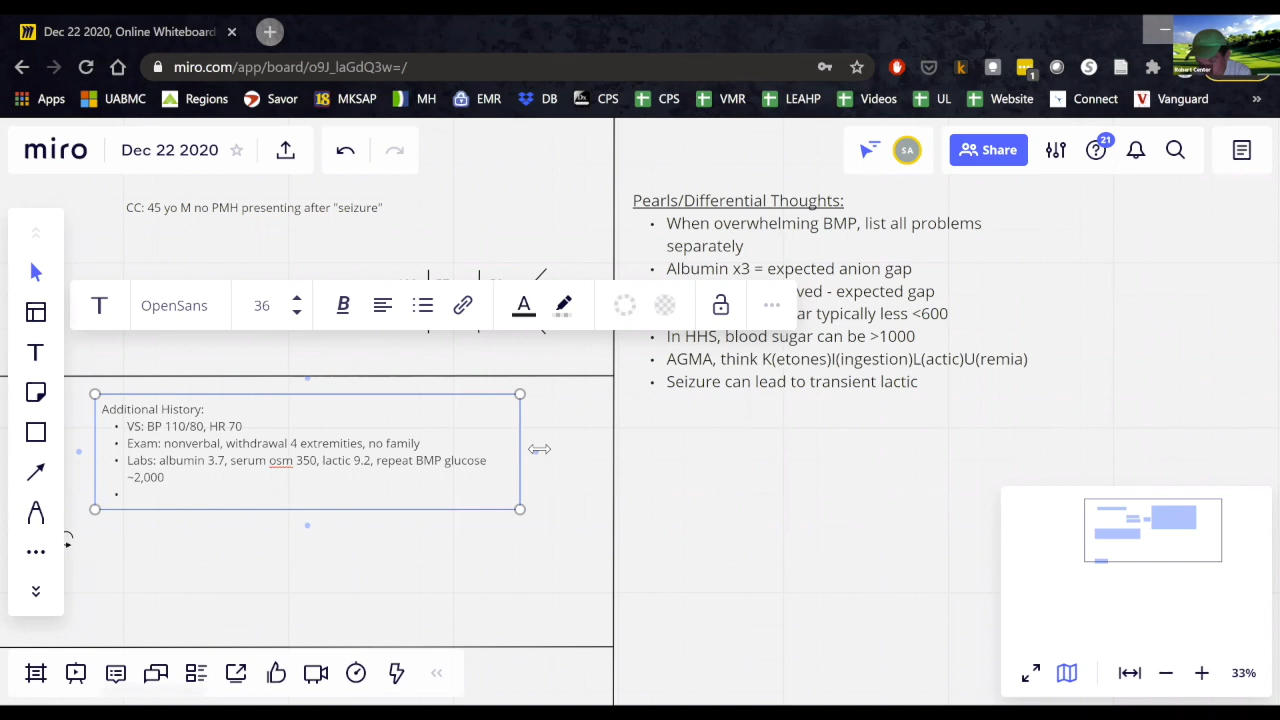 Dec 22 2020, Online Whiteboard
miro.com/app/board/o9J_laGdQ3w=/
Robert Centor
Apps
UABMC
Regions
Savor
MKSAP
MH
EMR
DB
CPS
CPS
VMR
LEAHP
Videos
UL
Website
Connect
Vanguard
»
miro
Dec 22 2020
SA
Share
21
CC: 45 yo M no PMH presenting after "seizure"
Pearls/Differential Thoughts:
• When overwhelming BMP, list all problems
separately
• Albumin x3 = expected anion gap
ved - expected gap
ar typically less <600
• In HHS, blood sugar can be >1000
• AGMA, think K(etones)I(ingestion)L(actic)U(remia)
• Seizure can lead to transient lactic
T
OpenSans
36
B
A
Additional History:
• VS: BP 110/80, HR 70
• Exam: nonverbal, withdrawal 4 extremities, no family
• Labs: albumin 3.7, serum osm 350, lactic 9.2, repeat BMP glucose
~2,000
•
33%